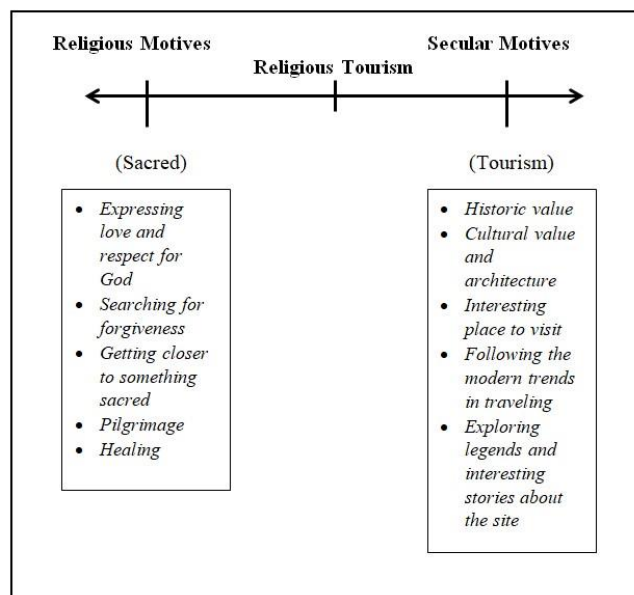 Religious Motives
Secular Motives
Religious Tourism
(Sacred)
(Tourism)
• Expressing
love and
respect for
God
• Searching for
forgiveness
• Getting closer
to something
sacred
• Pilgrimage
• Healing
• Historic value
• Cultural value
and
architecture
• Interesting
place to visit
• Following the
modern trends
in traveling
• Exploring
legends and
interesting
stories about
the site